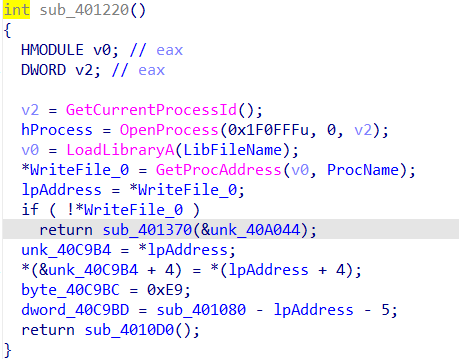 int sub_401220()
{
  HMODULE v0; // eax
  DWORD v2; // eax

  v2 = GetCurrentProcessId();
  hProcess = OpenProcess(0x1F0FFFu, 0, v2);
  v0 = LoadLibraryA(LibFileName);
  *WriteFile_0 = GetProcAddress(v0, ProcName);
  lpAddress = *WriteFile_0;
  if ( !*WriteFile_0 )
    return sub_401370(&unk_40A044);
  unk_40C9B4 = *lpAddress;
  *(&unk_40C9B4 + 4) = *(lpAddress + 4);
  byte_40C9BC = 0xE9;
  dword_40C9BD = sub_401080 - lpAddress - 5;
  return sub_4010D0();
}